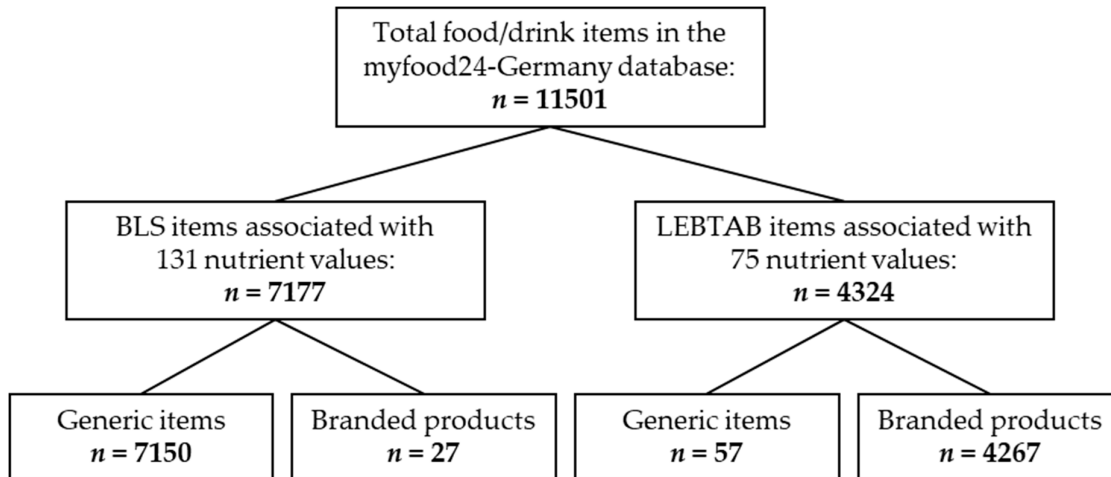 Total food/drink items in the
myfood24-Germany database:
n = 11501
BLS items associated with
131 nutrient values:
n = 7177
LEBTAB items associated with
75 nutrient values:
n = 4324
Generic items
n = 7150
Branded products
n = 27
Generic items
n = 57
Branded products
n = 4267